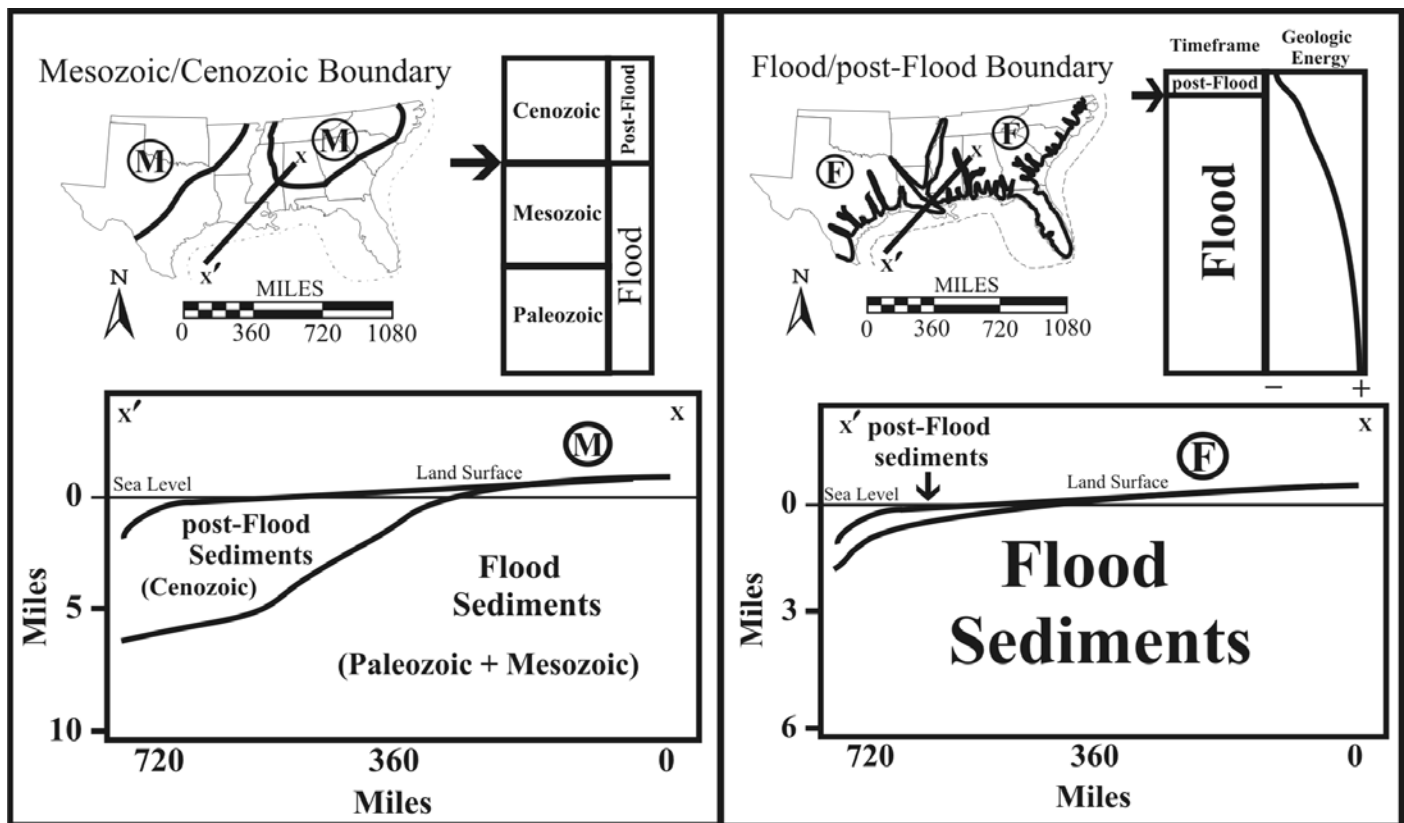 Mesozoic/Cenozoic Boundary
M
M
x
x′
N
MILES
0 360 720 1080
Cenozoic
Mesozoic
Paleozoic
Post-Flood
Flood
x′
x
M
Sea Level
Land Surface
0
post-Flood
Sediments
(Cenozoic)
Flood
Sediments
(Paleozoic + Mesozoic)
5
10
Miles
720 360 0
Miles
Flood/post-Flood Boundary
F
F
x
x′
N
MILES
0 360 720 1080
Timeframe
Geologic
Energy
post-Flood
Flood
− +
x′
post-Flood
sediments
x
F
Sea Level
Land Surface
0
Flood
Sediments
3
6
Miles
720 360 0
Miles